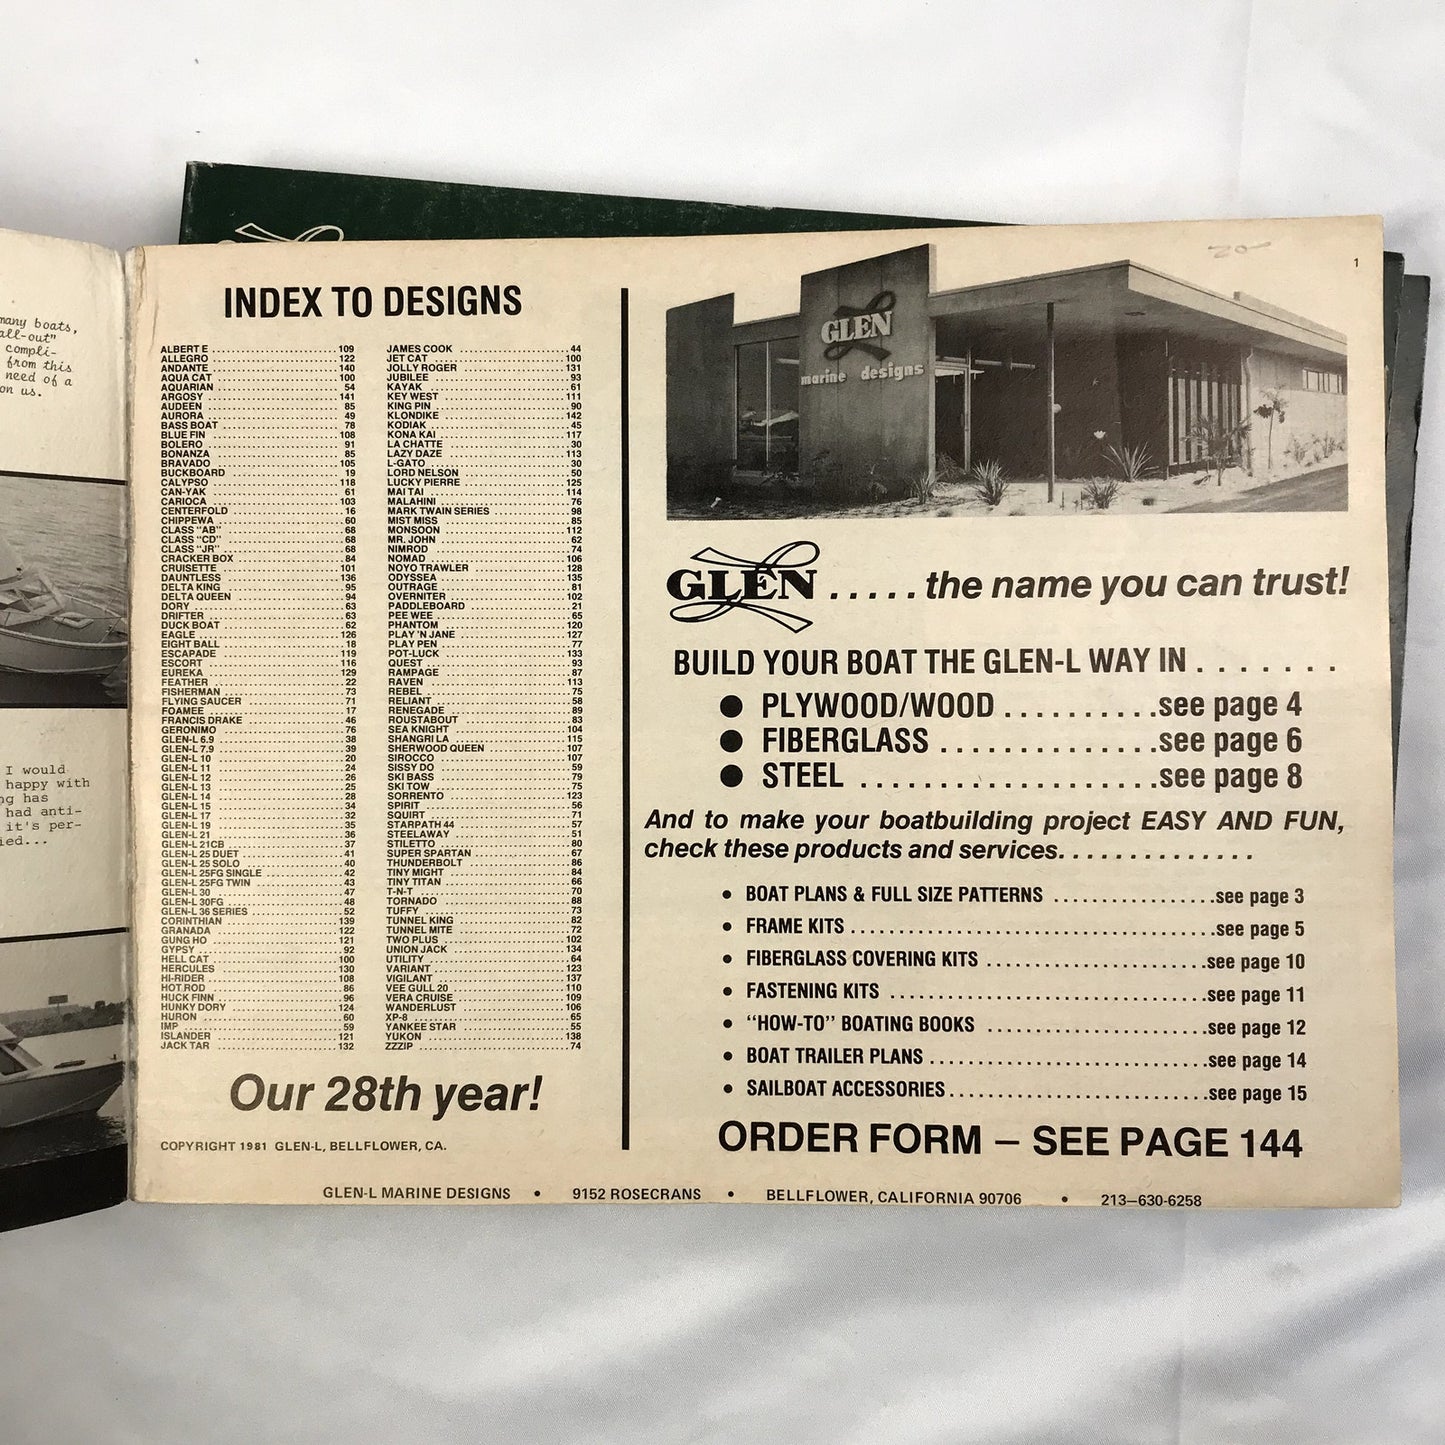 many boats,
all-out"
compli-
from this
need of a
on us.
I would
happy with
ng has
had anti-
it's per-
ied...
INDEX TO DESIGNS
ALBERT E 109
ALLEGRO 122
ANDANTE 140
AQUA CAT 100
AQUARIAN 54
ARGOSY 141
AUDEEN 85
AURORA 49
BASS BOAT 78
BLUE FIN 108
BOLERO 91
BONANZA 85
BRAVADO 105
BUCKBOARD 19
CALYPSO 118
CAN-YAK 61
CARIOCA 103
CENTERFOLD 16
CHIPPEWA 60
CLASS "AB" 68
CLASS "CD" 68
CLASS "JR" 68
CRACKER BOX 84
CRUISETTE 101
DAUNTLESS 136
DELTA KING 95
DELTA QUEEN 94
DORY 63
DRIFTER 63
DUCK BOAT 62
EAGLE 126
EIGHT BALL 18
ESCAPADE 119
ESCORT 116
EUREKA 129
FEATHER 22
FISHERMAN 73
FLYING SAUCER 71
FOAMEE 17
FRANCIS DRAKE 46
GERONIMO 76
GLEN-L 6.9 38
GLEN-L 7.9 39
GLEN-L 10 20
GLEN-L 11 24
GLEN-L 12 26
GLEN-L 13 25
GLEN-L 14 28
GLEN-L 15 34
GLEN-L 17 32
GLEN-L 19 35
GLEN-L 21 36
GLEN-L 21CB 37
GLEN-L 25 DUET 41
GLEN-L 25 SOLO 40
GLEN-L 25FG SINGLE 42
GLEN-L 25FG TWIN 43
GLEN-L 30 47
GLEN-L 30FG 48
GLEN-L 36 SERIES 52
CORINTHIAN 139
GRANADA 122
GUNG HO 121
GYPSY 92
HELL CAT 100
HERCULES 130
HI-RIDER 108
HOT ROD 86
HUCK FINN 96
HUNKY DORY 124
HURON 60
IMP 59
ISLANDER 121
JACK TAR 132
JAMES COOK 44
JET CAT 100
JOLLY ROGER 131
JUBILEE 93
KAYAK 61
KEY WEST 111
KING PIN 90
KLONDIKE 142
KODIAK 45
KONA KAI 117
LA CHATTE 30
LAZY DAZE 113
L-GATO 30
LORD NELSON 50
LUCKY PIERRE 125
MAI TAI 114
MALAHINI 76
MARK TWAIN SERIES 98
MIST MISS 85
MONSOON 112
MR. JOHN 62
NIMROD 74
NOMAD 106
NOYO TRAWLER 128
ODYSSEA 135
OUTRAGE 81
OVERNITER 102
PADDLEBOARD 21
PEE WEE 65
PHANTOM 120
PLAY 'N JANE 127
PLAY PEN 77
POT-LUCK 133
QUEST 93
RAMPAGE 87
RAVEN 113
REBEL 75
RELIANT 58
RENEGADE 89
ROUSTABOUT 83
SEA KNIGHT 104
SHANGRI LA 115
SHERWOOD QUEEN 107
SIROCCO 107
SISSY DO 59
SKI BASS 79
SKI TOW 75
SORRENTO 123
SPIRIT 56
SQUIRT 71
STARPATH 44 57
STEELAWAY 51
STILETTO 80
SUPER SPARTAN 67
THUNDERBOLT 86
TINY MIGHT 84
TINY TITAN 66
T-N-T 70
TORNADO 88
TUFFY 73
TUNNEL KING 82
TUNNEL MITE 72
TWO PLUS 102
UNION JACK 134
UTILITY 64
VARIANT 123
VIGILANT 137
VEE GULL 20 110
VERA CRUISE 109
WANDERLUST 106
XP-8 65
YANKEE STAR 55
YUKON 138
ZZZIP 74
Our 28th year!
COPYRIGHT 1981 GLEN-L, BELLFLOWER, CA.
20
1
GLEN L
marine designs
GLEN L ..... the name you can trust!
BUILD YOUR BOAT THE GLEN-L WAY IN . . . . . . .
● PLYWOOD/WOOD ..........see page 4
● FIBERGLASS ..............see page 6
● STEEL ...................see page 8
And to make your boatbuilding project EASY AND FUN,
check these products and services..............
• BOAT PLANS & FULL SIZE PATTERNS ................see page 3
• FRAME KITS ....................................see page 5
• FIBERGLASS COVERING KITS ......................see page 10
• FASTENING KITS ................................see page 11
• "HOW-TO" BOATING BOOKS ......................see page 12
• BOAT TRAILER PLANS ............................see page 14
• SAILBOAT ACCESSORIES..........................see page 15
ORDER FORM — SEE PAGE 144
GLEN-L MARINE DESIGNS • 9152 ROSECRANS • BELLFLOWER, CALIFORNIA 90706 • 213—630-6258